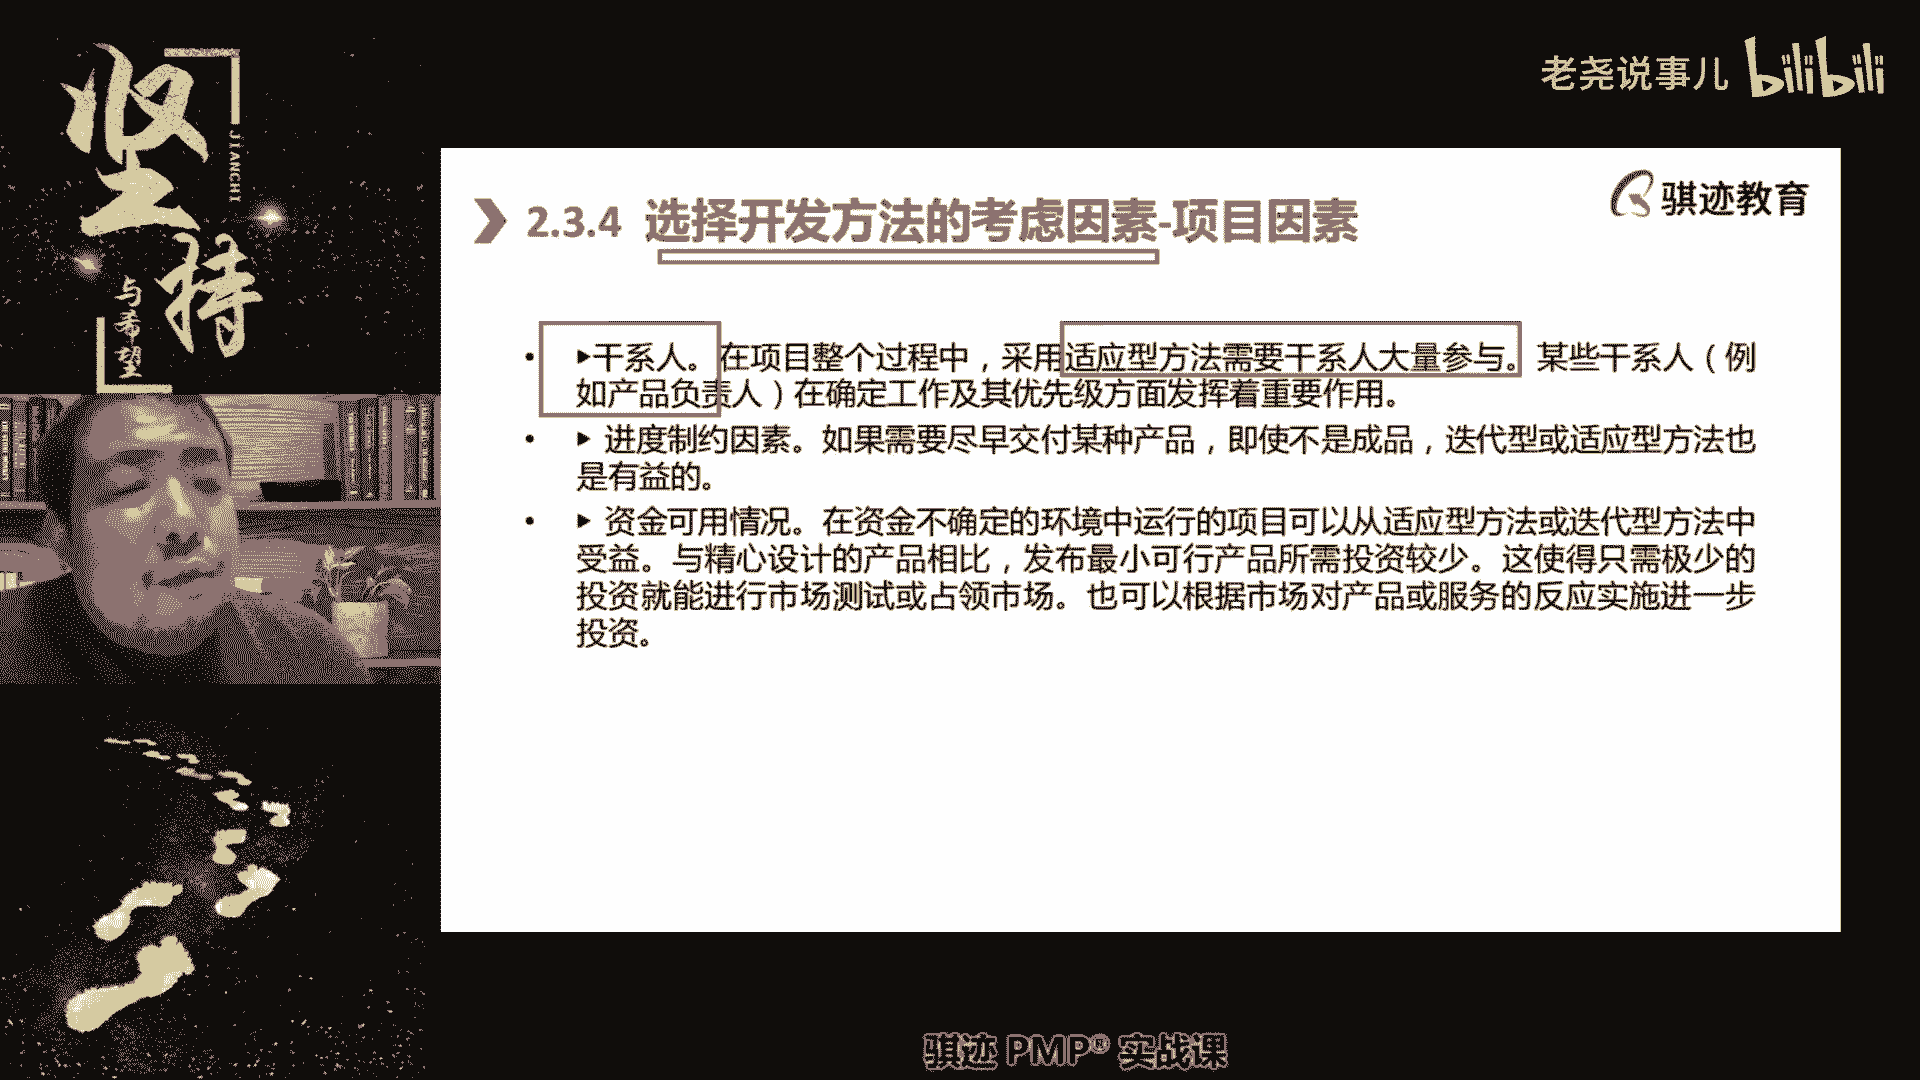 坚持
JIANCHI
与希望
老尧说事儿 bilibili
骐迹教育
2.3.4 选择开发方法的考虑因素-项目因素
• ▶干系人。在项目整个过程中，采用适应型方法需要干系人大量参与。某些干系人（例
如产品负责人）在确定工作及其优先级方面发挥着重要作用。
• ▶ 进度制约因素。如果需要尽早交付某种产品，即使不是成品，迭代型或适应型方法也
是有益的。
• ▶ 资金可用情况。在资金不确定的环境中运行的项目可以从适应型方法或迭代型方法中
受益。与精心设计的产品相比，发布最小可行产品所需投资较少。这使得只需极少的
投资就能进行市场测试或占领市场。也可以根据市场对产品或服务的反应实施进一步
投资。
骐迹 PMP® 实战课